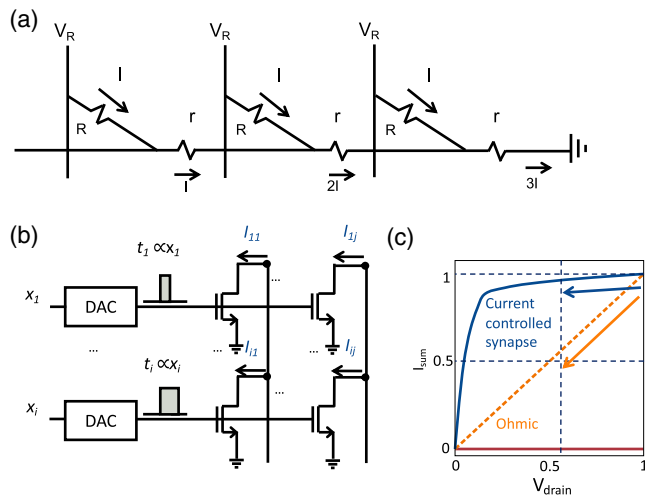 (a)
V_R V_R V_R
I I I
R r R r R r
I 2I 3I
(b)
t_1 ∝x_1 I_11 I_1j
x_1 DAC ...
... I_i1 I_ij
t_i ∝x_i
x_i DAC ...
(c)
1
0.5
0
I_sum
Current
controlled
synapse
Ohmic
0 0.5 1
V_drain